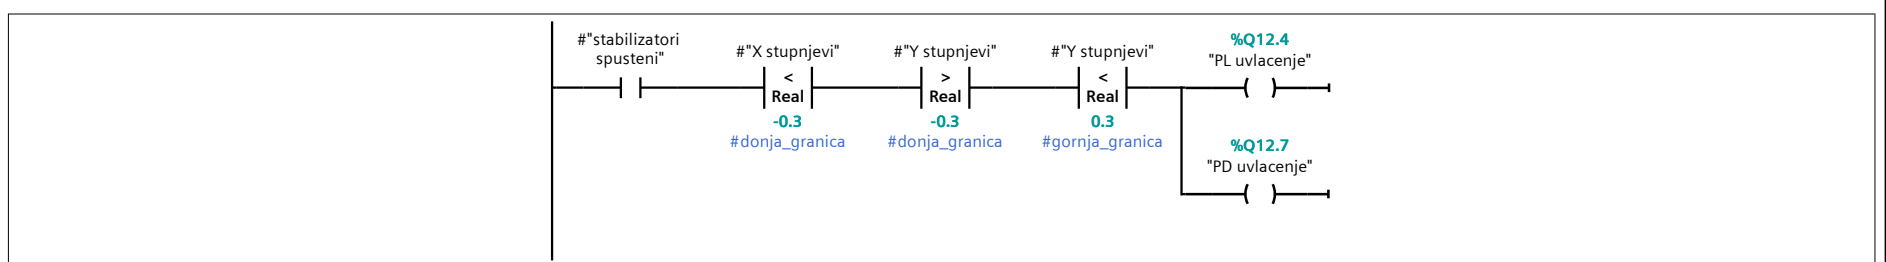 #"stabilizatori
spusteni"
#"X stupnjevi"
<
Real
-0.3
#donja_granica
#"Y stupnjevi"
>
Real
-0.3
#donja_granica
#"Y stupnjevi"
<
Real
0.3
#gornja_granica
%Q12.4
"PL uvlacenje"
%Q12.7
"PD uvlacenje"